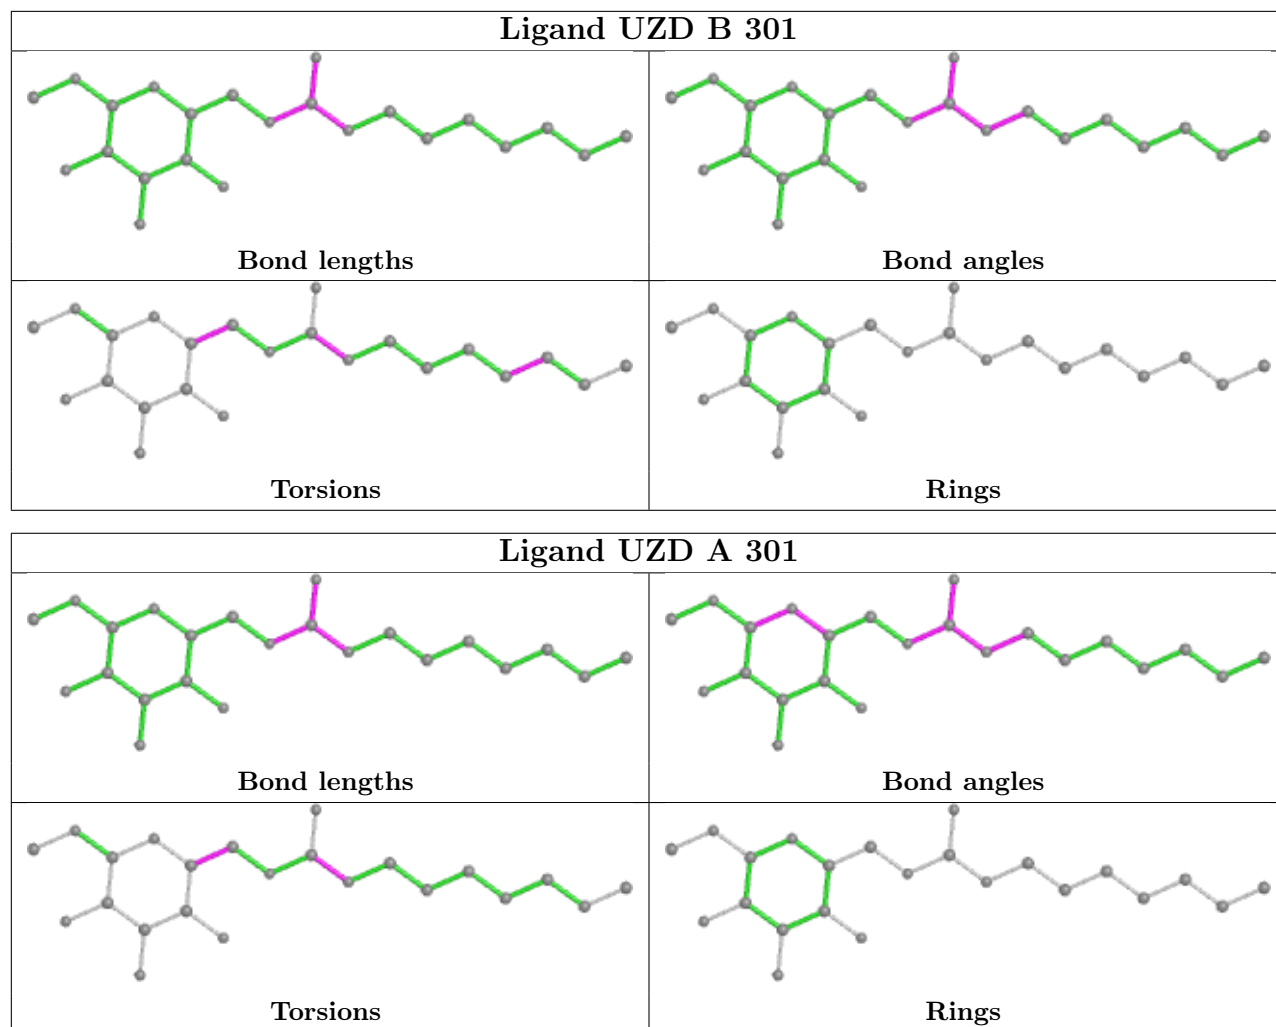 Ligand UZD B 301
Bond lengths
Bond angles
Torsions
Rings
Ligand UZD A 301
Bond lengths
Bond angles
Torsions
Rings